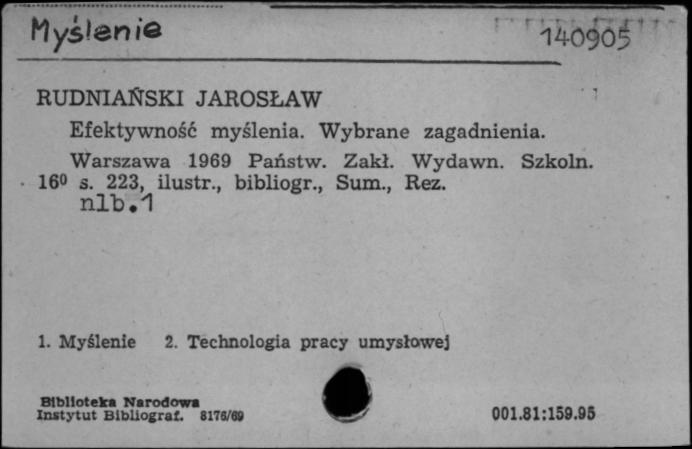 Myślenie
140905
RUDNIAŃSKI JAROSŁAW
Efektywność myślenia. Wybrane zagadnienia.
Warszawa 1969 Państw. Zakł. Wydawn. Szkoln.
16⁰ s. 223, ilustr., bibliogr., Sum., Rez.
nlb.1
1. Myślenie 2. Technologia pracy umysłowej
Biblioteka Narodowa
Instytut Bibliograf. 8176/69
001.81:159.95